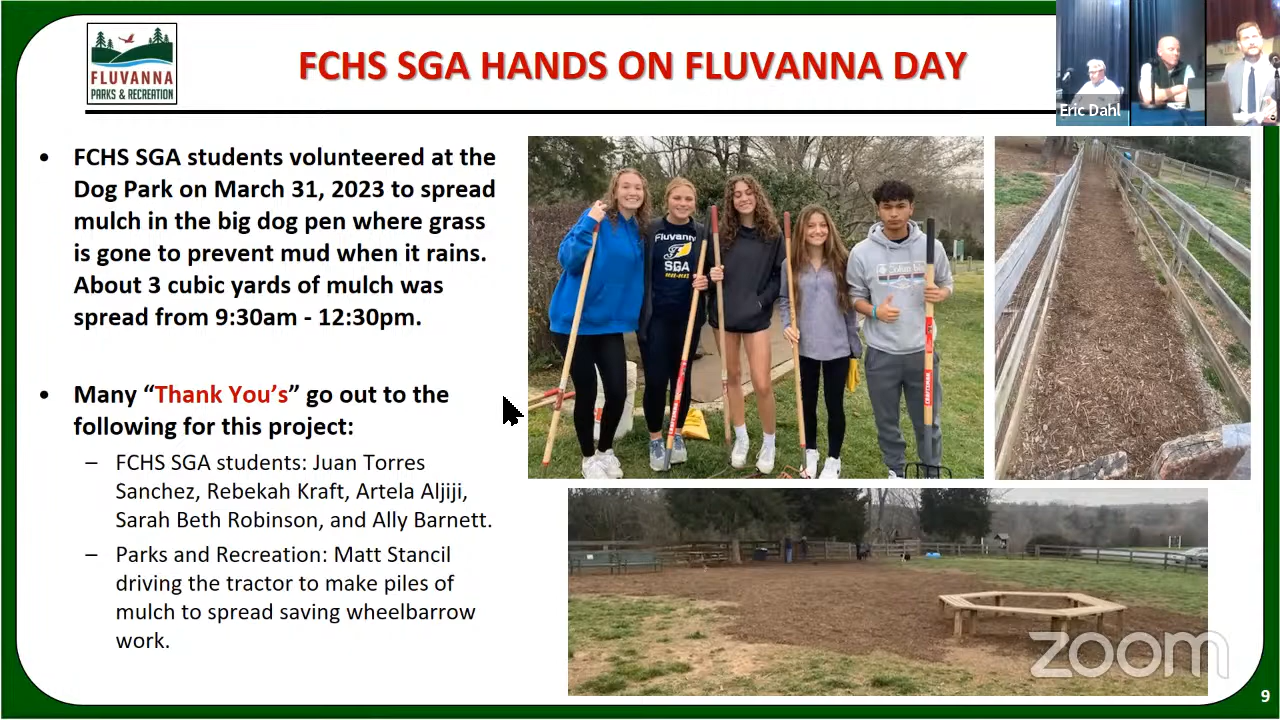 FLUVANNA
PARKS & RECREATION
FCHS SGA HANDS ON FLUVANNA DAY
Eric Dahl
• FCHS SGA students volunteered at the
Dog Park on March 31, 2023 to spread
mulch in the big dog pen where grass
is gone to prevent mud when it rains.
About 3 cubic yards of mulch was
spread from 9:30am - 12:30pm.
• Many “Thank You’s” go out to the
following for this project:
– FCHS SGA students: Juan Torres
Sanchez, Rebekah Kraft, Artela Aljiji,
Sarah Beth Robinson, and Ally Barnett.
– Parks and Recreation: Matt Stancil
driving the tractor to make piles of
mulch to spread saving wheelbarrow
work.
Fluvanna
F
SGA
CRAFTSMAN
CRAFTSMAN
zoom
9